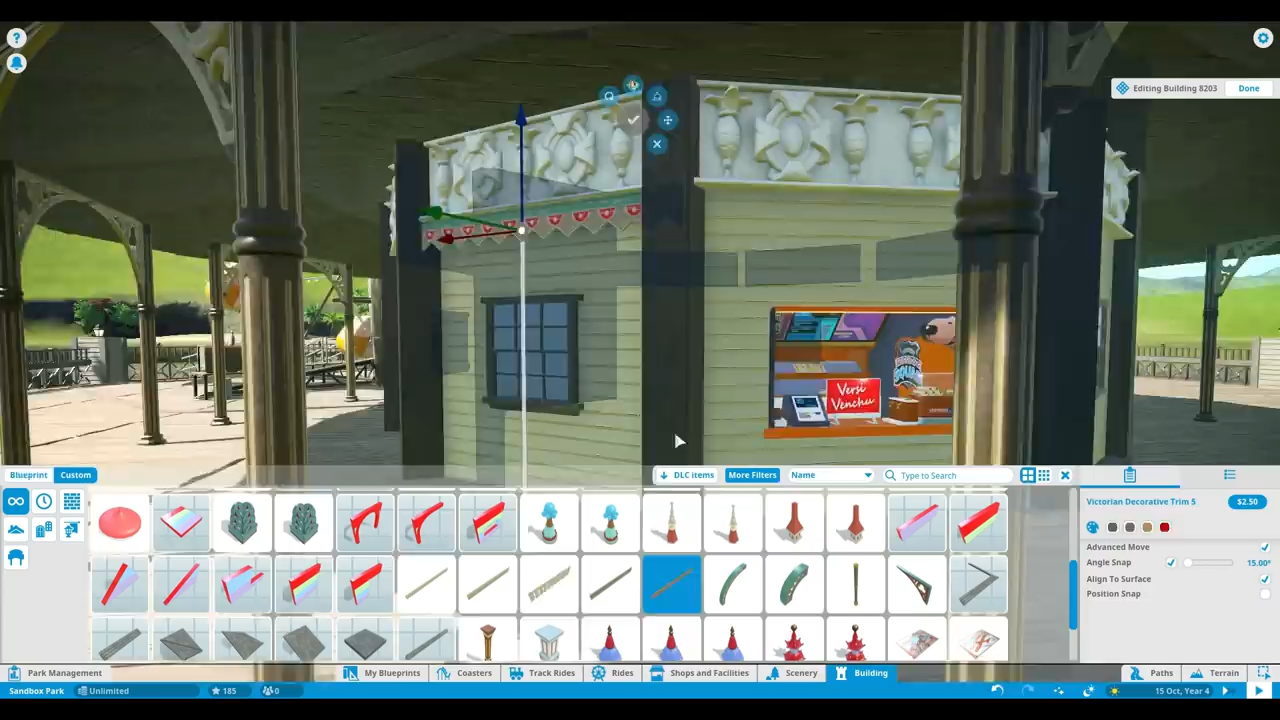 ?
Editing Building 8203
Done
Versi
Venchu
Blueprint
Custom
DLC items
More Filters
Name
Type to Search
Victorian Decorative Trim 5
$2.50
Advanced Move
Angle Snap
15.00°
Align To Surface
Position Snap
Park Management
My Blueprints
Coasters
Track Rides
Rides
Shops and Facilities
Scenery
Building
Paths
Terrain
Sandbox Park
Unlimited
185
0
15 Oct, Year 4